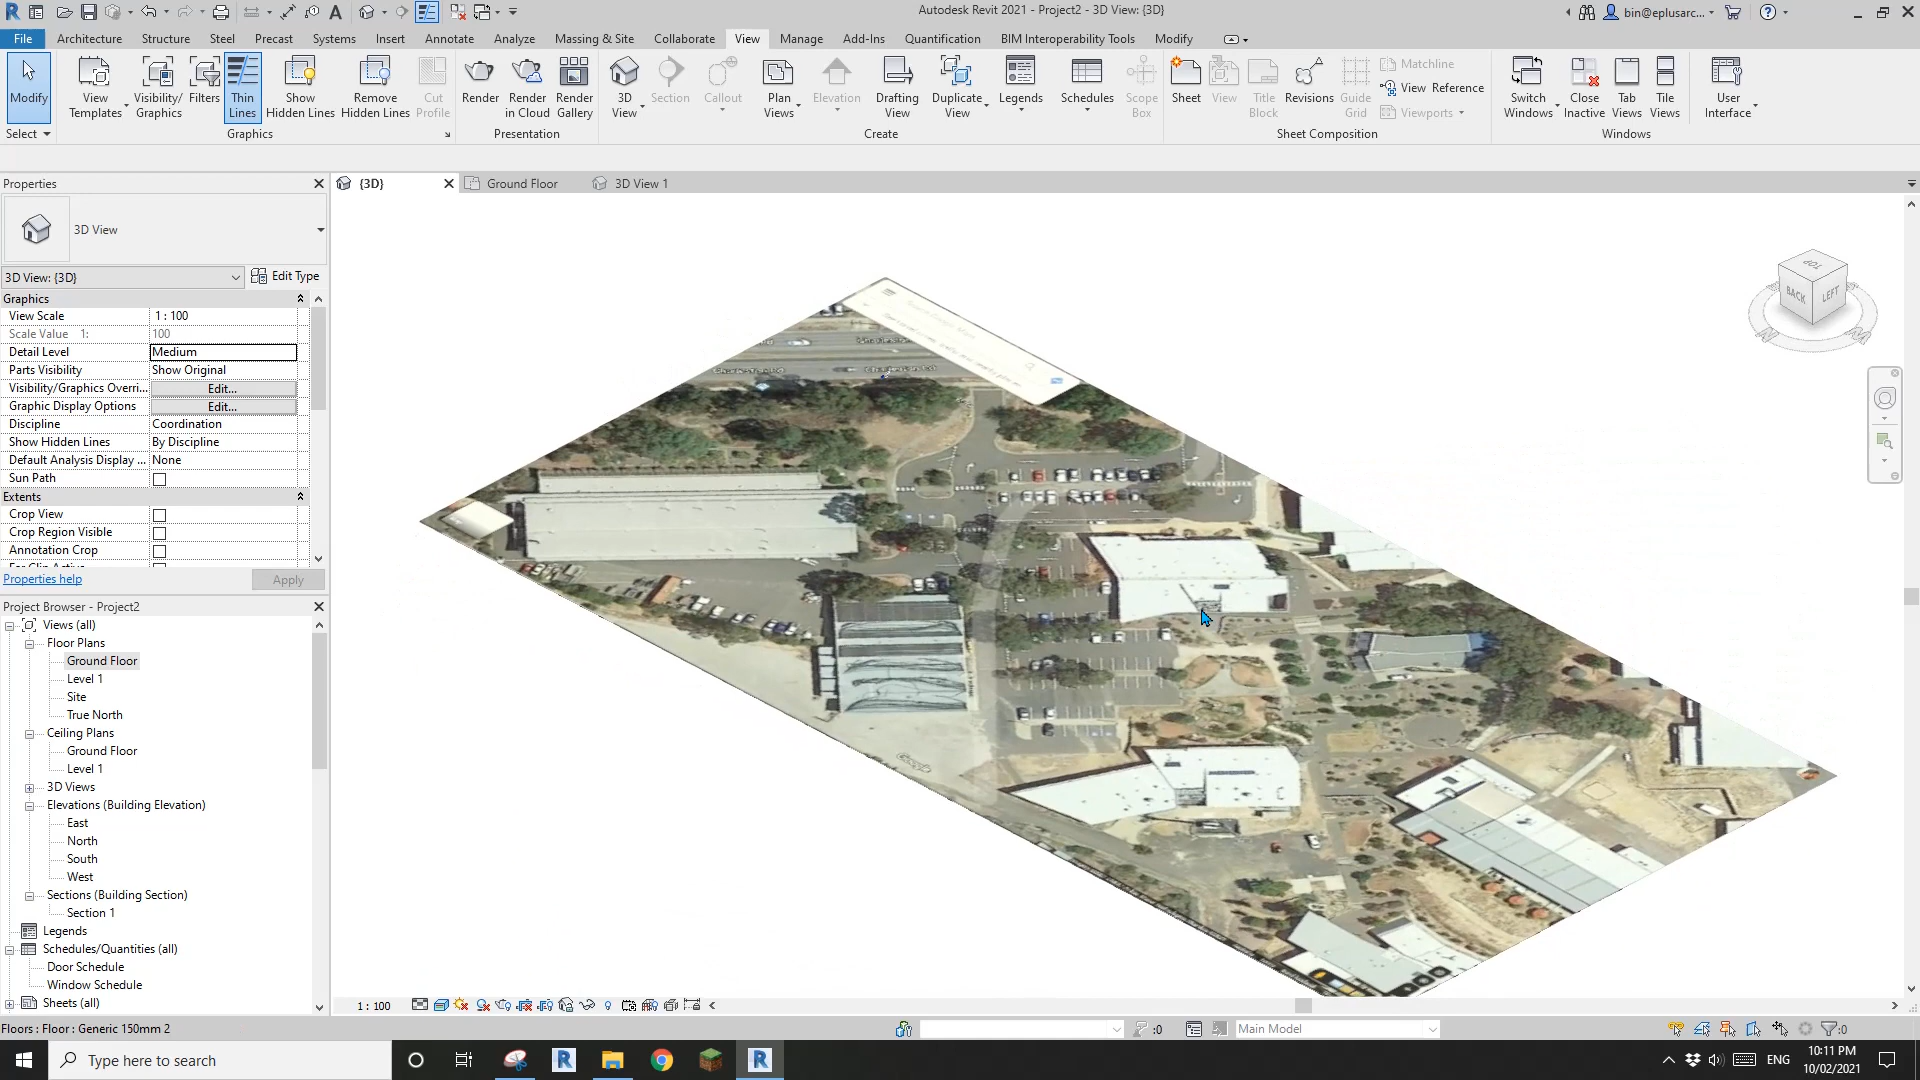 Autodesk Revit 2021 - Project2 - 3D View: {3D}
bin@eplusarc...
File Architecture Structure Steel Precast Systems Insert Annotate Analyze Massing & Site Collaborate View Manage Add-Ins Quantification BIM Interoperability Tools Modify
Modify
View Templates
Visibility/ Graphics
Filters
Thin Lines
Show Hidden Lines
Remove Hidden Lines
Cut Profile
Render
Render in Cloud
Render Gallery
3D View
Section
Callout
Plan Views
Elevation
Drafting View
Duplicate View
Legends
Schedules
Scope Box
Sheet
View
Title Block
Revisions
Guide Grid
Matchline
View Reference
Viewports
Switch Windows
Close Inactive
Tab Views
Tile Views
User Interface
Select
Graphics
Presentation
Create
Sheet Composition
Windows
Properties
{3D}
Ground Floor
3D View 1
3D View
3D View: {3D}
Edit Type
Graphics
View Scale 1 : 100
Scale Value 1: 100
Detail Level Medium
Parts Visibility Show Original
Visibility/Graphics Overri... Edit...
Graphic Display Options Edit...
Discipline Coordination
Show Hidden Lines By Discipline
Default Analysis Display ... None
Sun Path
Extents
Crop View
Crop Region Visible
Annotation Crop
Properties help
Apply
Project Browser - Project2
Views (all)
Floor Plans
Ground Floor
Level 1
Site
True North
Ceiling Plans
Ground Floor
Level 1
3D Views
Elevations (Building Elevation)
East
North
South
West
Sections (Building Section)
Section 1
Legends
Schedules/Quantities (all)
Door Schedule
Window Schedule
Sheets (all)
TOP
BACK
LEFT
Google
1 : 100
Floors : Floor : Generic 150mm 2
:0
Main Model
:0
Type here to search
ENG
10:11 PM
10/02/2021